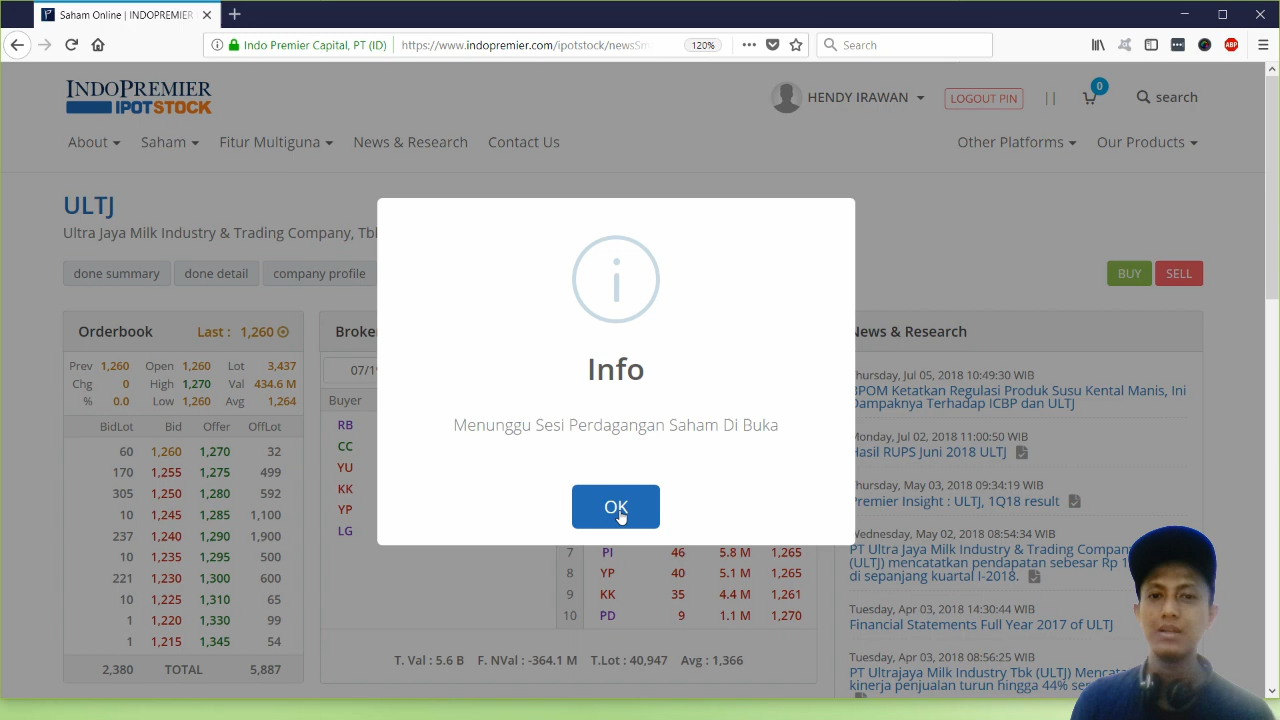 Saham Online | INDOPREMIER
Indo Premier Capital, PT (ID)
https://www.indopremier.com/ipotstock/newsSm
120%
Search
ABP
INDOPREMIER
IPOTSTOCK
HENDY IRAWAN
LOGOUT PIN
||
0
search
About
Saham
Fitur Multiguna
News & Research
Contact Us
Other Platforms
Our Products
ULTJ
Ultra Jaya Milk Industry & Trading Company, Tbk
done summary
done detail
company profile
BUY
SELL
Orderbook Last : 1,260
Prev 1,260 Open 1,260 Lot 3,437
Chg 0 High 1,270 Val 434.6 M
% 0.0 Low 1,260 Avg 1,264
BidLot Bid Offer OffLot
60 1,260 1,270 32
170 1,255 1,275 499
305 1,250 1,280 592
10 1,245 1,285 1,100
237 1,240 1,290 1,900
10 1,235 1,295 500
221 1,230 1,300 600
10 1,225 1,310 65
1 1,220 1,330 99
1 1,215 1,345 54
2,380 TOTAL 5,887
Broke
07/1
Buyer
RB
CC
YU
KK
YP
LG
7 PI 46 5.8 M 1,265
8 YP 40 5.1 M 1,265
9 KK 35 4.4 M 1,261
10 PD 9 1.1 M 1,270
T. Val : 5.6 B F. NVal : -364.1 M T.Lot : 40,947 Avg : 1,366
Info
Menunggu Sesi Perdagangan Saham Di Buka
OK
News & Research
hursday, Jul 05, 2018 10:49:30 WIB
BPOM Ketatkan Regulasi Produk Susu Kental Manis, Ini
Dampaknya Terhadap ICBP dan ULTJ
Monday, Jul 02, 2018 11:00:50 WIB
Hasil RUPS Juni 2018 ULTJ
hursday, May 03, 2018 09:34:19 WIB
Premier Insight : ULTJ, 1Q18 result
Wednesday, May 02, 2018 08:54:34 WIB
PT Ultra Jaya Milk Industry & Trading Compan
(ULTJ) mencatatkan pendapatan sebesar Rp 1
di sepanjang kuartal I-2018.
Tuesday, Apr 03, 2018 14:30:44 WIB
Financial Statements Full Year 2017 of ULTJ
Tuesday, Apr 03, 2018 08:56:25 WIB
PT Ultrajaya Milk Industry Tbk (ULTJ) Mencata
kinerja penjualan turun hingga 44% se